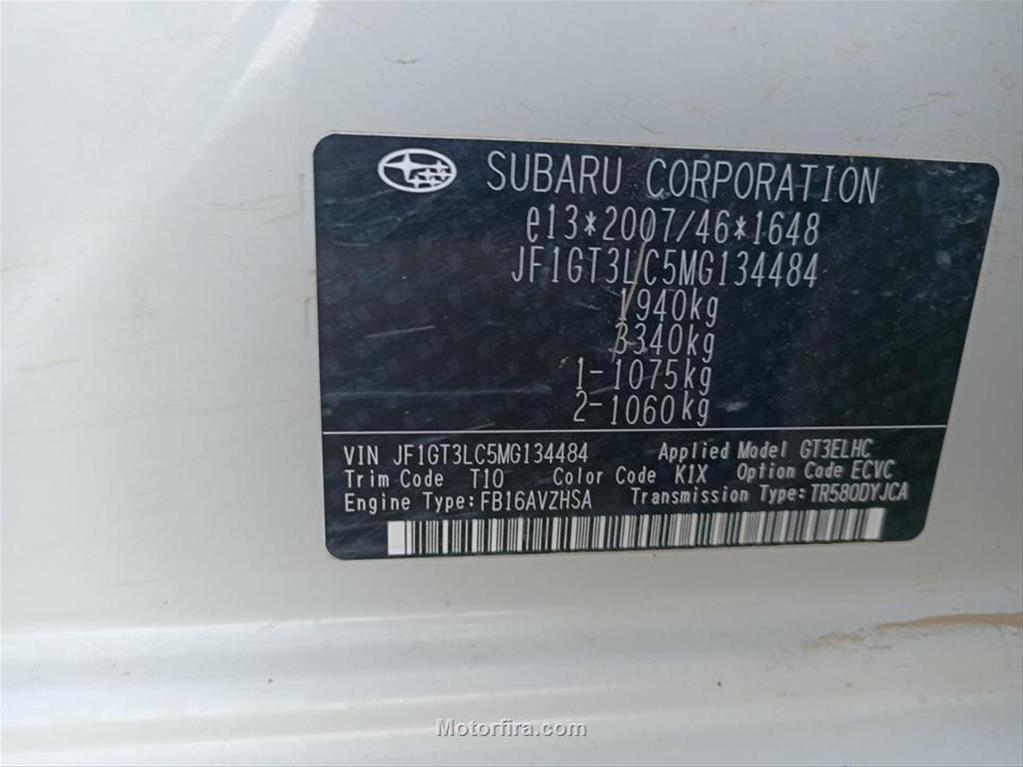 SUBARU CORPORATION
e13*2007/46*1648
JF1GT3LC5MG134484
1940kg
3340kg
1-1075kg
2-1060kg
VIN JF1GT3LC5MG134484 Applied Model GT3ELHC
Trim Code T10 Color Code K1X Option Code ECVC
Engine Type:FB16AVZHSA Transmission Type:TR580DYJCA
Motorfira.com